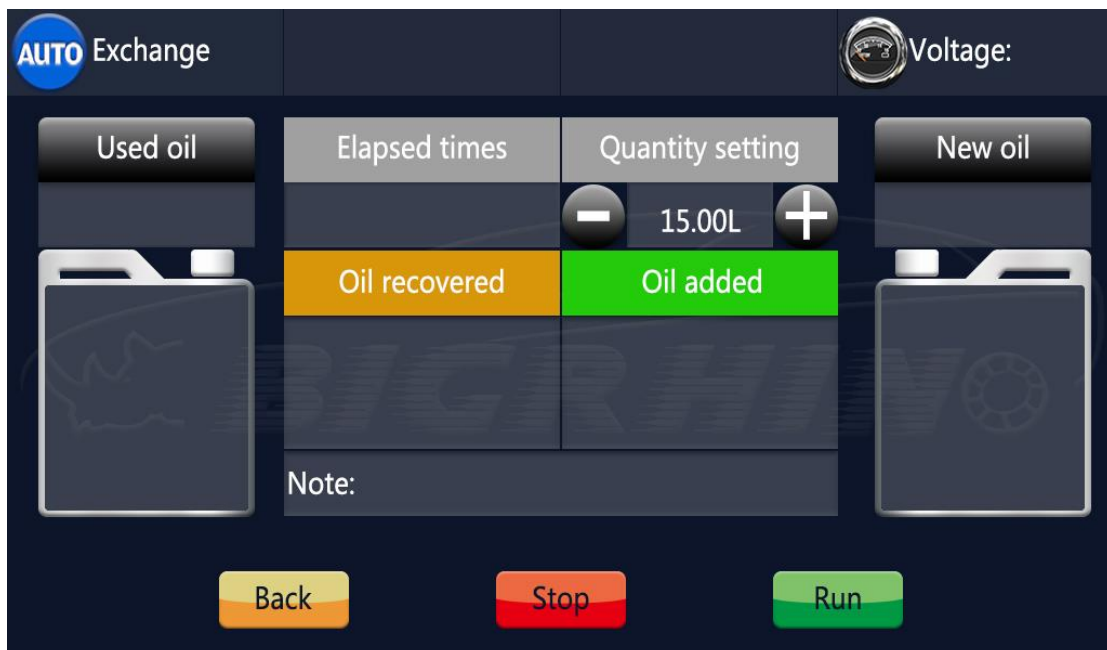 AUTO Exchange
Voltage:
Used oil
Elapsed times
Quantity setting
New oil
15.00L
Oil recovered
Oil added
BIGRHINO
Note:
Back
Stop
Run